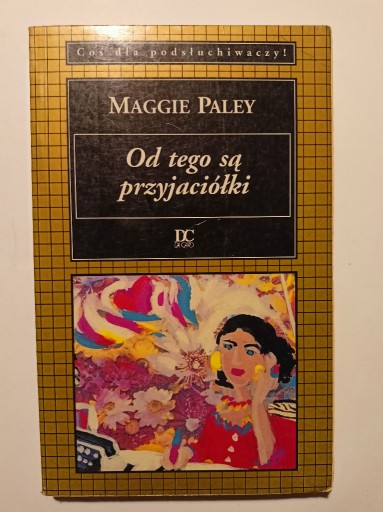 Coś dla podsłuchiwaczy!
MAGGIE PALEY
Od tego są
przyjaciółki
DC
DA CAPO